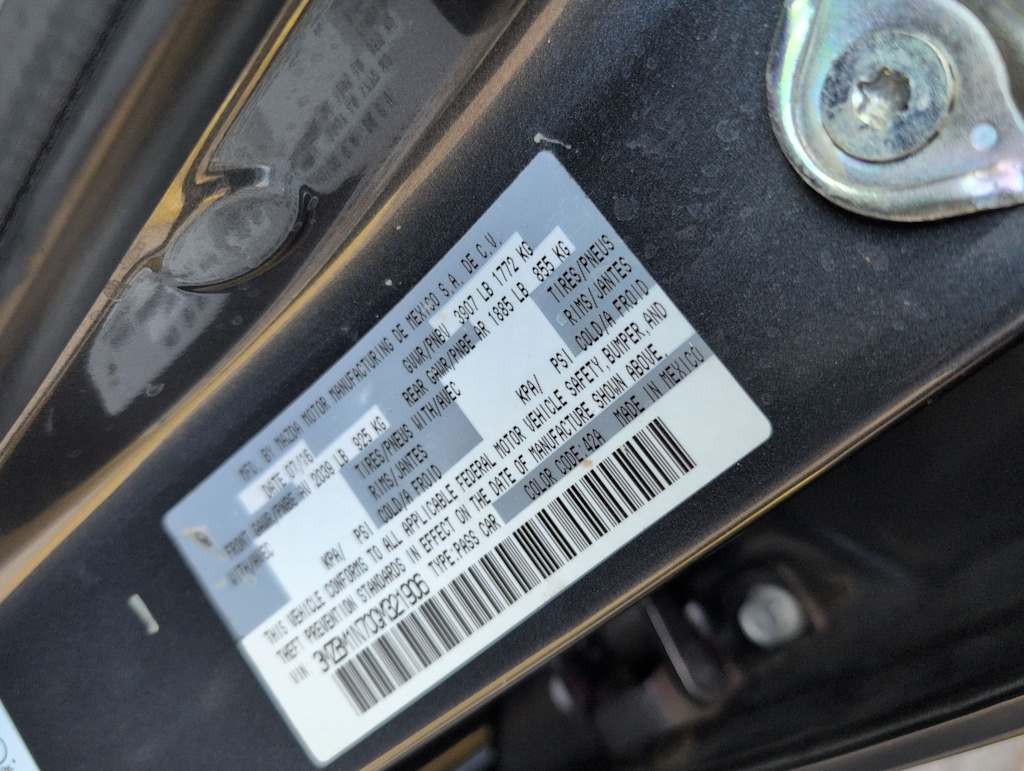 MFD. BY MAZDA MOTOR MANUFACTURING DE MEXICO S.A. DE C.V.
DATE 07/16 GVWR/PNBV 3907 LB 1772 KG
FRONT GAWR/PNBE AV 2039 LB 925 KG REAR GAWR/PNBE AR 1885 LB 855 KG
WITH/AVEC TIRES/PNEUS WITH/AVEC TIRES/PNEUS
RIMS/JANTES RIMS/JANTES
KPA/ PSI COLD/A FROID KPA/ PSI COLD/A FROID
THIS VEHICLE CONFORMS TO ALL APPLICABLE FEDERAL MOTOR VEHICLE SAFETY, BUMPER, AND
THEFT PREVENTION STANDARDS IN EFFECT ON THE DATE OF MANUFACTURE SHOWN ABOVE.
VIN 3MZBM1N70GM321906 TYPE:PASS CAR COLOR CODE:42A MADE IN MEXICO